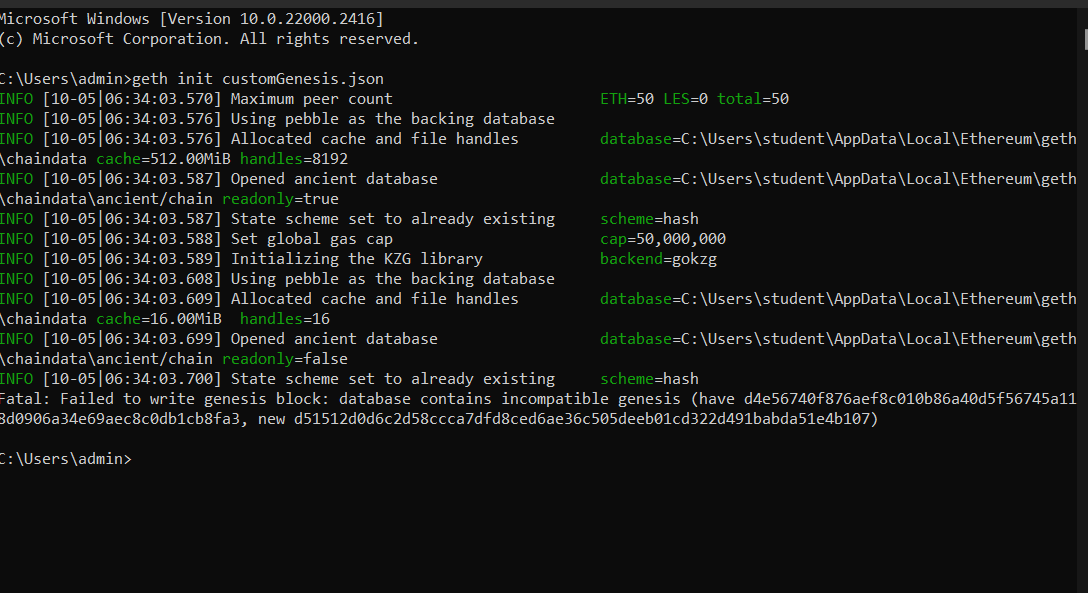 Microsoft Windows [Version 10.0.22000.2416]
(c) Microsoft Corporation. All rights reserved.
C:\Users\admin>geth init customGenesis.json
INFO [10-05|06:34:03.570] Maximum peer count ETH=50 LES=0 total=50
INFO [10-05|06:34:03.576] Using pebble as the backing database
INFO [10-05|06:34:03.576] Allocated cache and file handles database=C:\Users\student\AppData\Local\Ethereum\geth
\chaindata cache=512.00MiB handles=8192
INFO [10-05|06:34:03.587] Opened ancient database database=C:\Users\student\AppData\Local\Ethereum\geth
\chaindata\ancient/chain readonly=true
INFO [10-05|06:34:03.587] State scheme set to already existing scheme=hash
INFO [10-05|06:34:03.588] Set global gas cap cap=50,000,000
INFO [10-05|06:34:03.589] Initializing the KZG library backend=gokzg
INFO [10-05|06:34:03.608] Using pebble as the backing database
INFO [10-05|06:34:03.609] Allocated cache and file handles database=C:\Users\student\AppData\Local\Ethereum\geth
\chaindata cache=16.00MiB handles=16
INFO [10-05|06:34:03.699] Opened ancient database database=C:\Users\student\AppData\Local\Ethereum\geth
\chaindata\ancient/chain readonly=false
INFO [10-05|06:34:03.700] State scheme set to already existing scheme=hash
Fatal: Failed to write genesis block: database contains incompatible genesis (have d4e56740f876aef8c010b86a40d5f56745a11
8d0906a34e69aec8c0db1cb8fa3, new d51512d0d6c2d58ccca7dfd8ced6ae36c505deeb01cd322d491babda51e4b107)
C:\Users\admin>